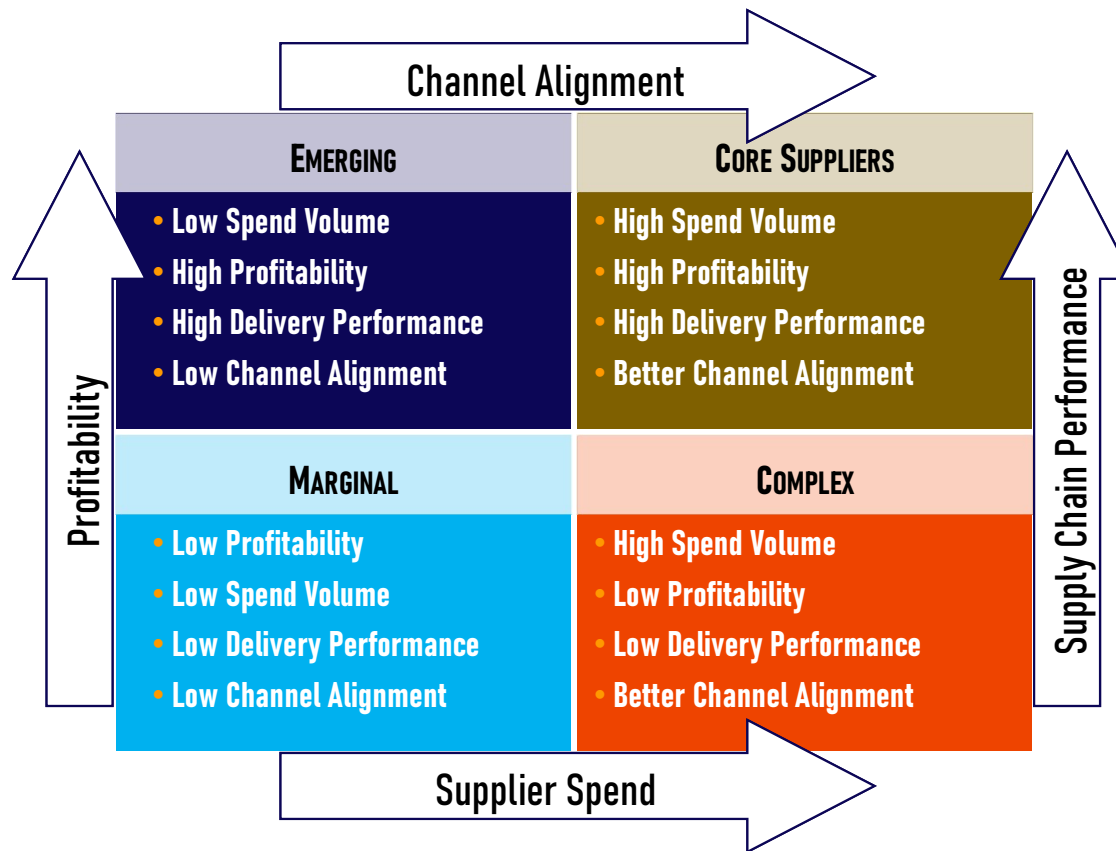 Channel Alignment
EMERGING
• Low Spend Volume
• High Profitability
• High Delivery Performance
• Low Channel Alignment
CORE SUPPLIERS
• High Spend Volume
• High Profitability
• High Delivery Performance
• Better Channel Alignment
Profitability
Supply Chain Performance
MARGINAL
• Low Profitability
• Low Spend Volume
• Low Delivery Performance
• Low Channel Alignment
COMPLEX
• High Spend Volume
• Low Profitability
• Low Delivery Performance
• Better Channel Alignment
Supplier Spend